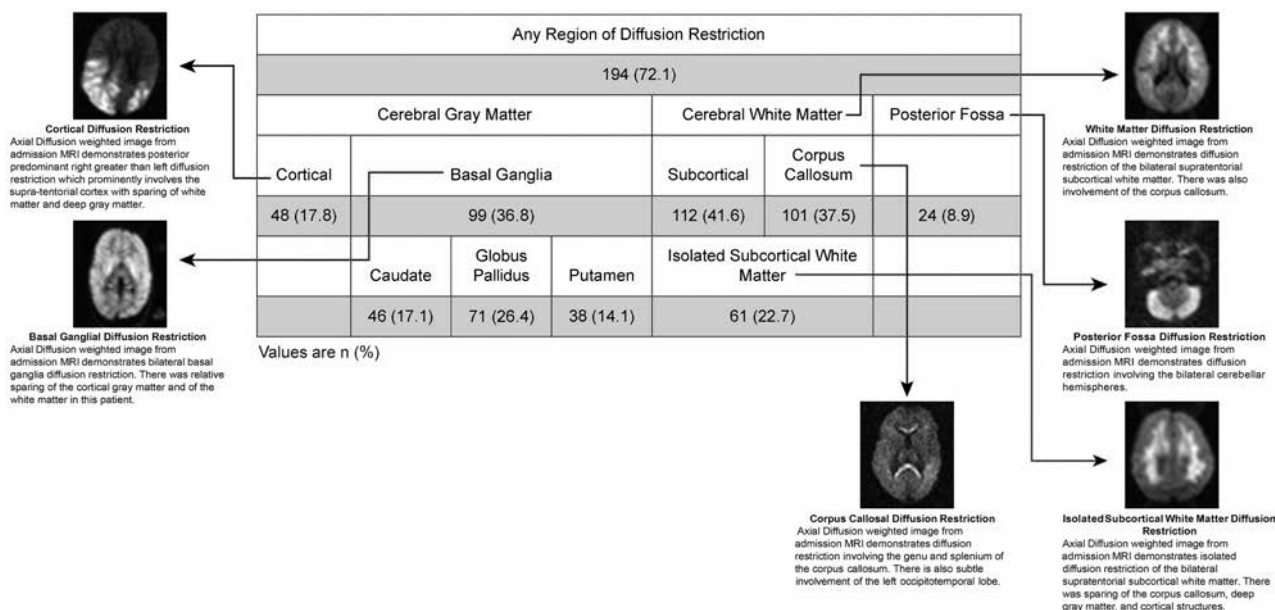 Any Region of Diffusion Restriction
194 (72.1)
Cerebral Gray Matter
Cerebral White Matter
Posterior Fossa
Cortical
Basal Ganglia
Subcortical
Corpus
Callosum
48 (17.8)
99 (36.8)
112 (41.6)
101 (37.5)
24 (8.9)
Caudate
Globus
Pallidus
Putamen
Isolated Subcortical White
Matter
46 (17.1)
71 (26.4)
38 (14.1)
61 (22.7)
Values are n (%)
Cortical Diffusion Restriction
Axial Diffusion weighted image from
admission MRI demonstrates posterior
predominant right greater than left diffusion
restriction which prominently involves the
supra-tentorial cortex with sparing of white
matter and deep gray matter.
Basal Ganglial Diffusion Restriction
Axial Diffusion weighted image from
admission MRI demonstrates bilateral basal
ganglia diffusion restriction. There was relative
sparing of the cortical gray matter and of the
white matter in this patient.
White Matter Diffusion Restriction
Axial Diffusion weighted image from
admission MRI demonstrates diffusion
restriction of the bilateral supratentorial
subcortical white matter. There was also
involvement of the corpus callosum.
Posterior Fossa Diffusion Restriction
Axial Diffusion weighted image from
admission MRI demonstrates diffusion
restriction involving the bilateral cerebellar
hemispheres.
Corpus Callosal Diffusion Restriction
Axial Diffusion weighted image from
admission MRI demonstrates diffusion
restriction involving the genu and splenium of
the corpus callosum. There is also subtle
involvement of the left occipitotemporal lobe.
Isolated Subcortical White Matter Diffusion
Restriction
Axial Diffusion weighted image from
admission MRI demonstrates isolated
diffusion restriction of the bilateral
supratentorial subcortical white matter. There
was sparing of the corpus callosum, deep
gray matter, and cortical structures.